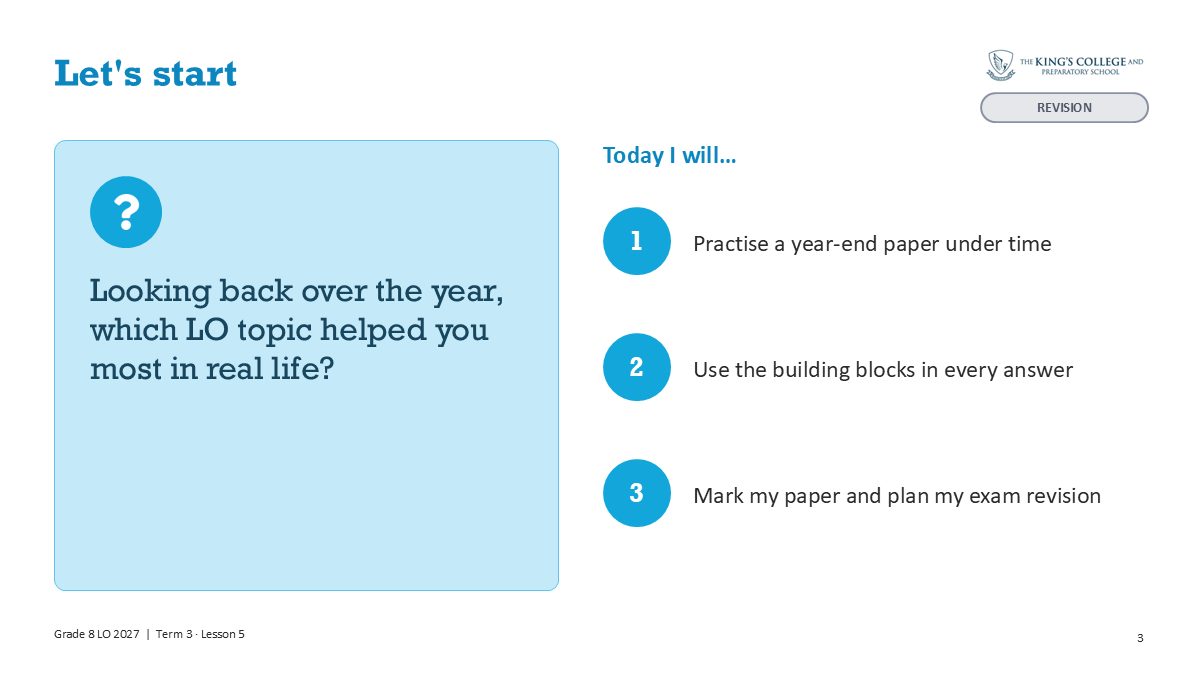 Let's start
THE KING'S COLLEGE AND
PREPARATORY SCHOOL
REVISION
?
Looking back over the year,
which LO topic helped you
most in real life?
Today I will...
1
Practise a year-end paper under time
2
Use the building blocks in every answer
3
Mark my paper and plan my exam revision
Grade 8 LO 2027 | Term 3 · Lesson 5
3